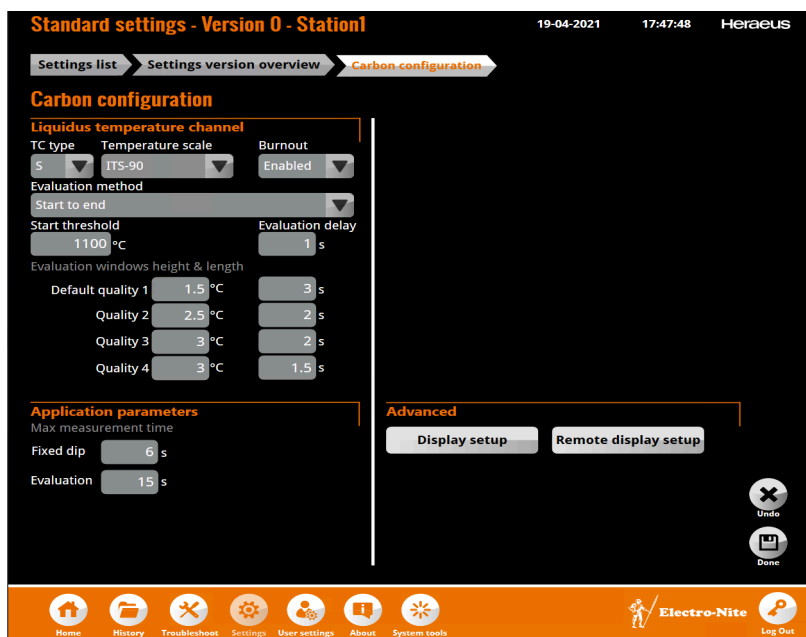 Standard settings - Version 0 - Station1
19-04-2021 17:47:48 Heraeus
Settings list Settings version overview Carbon configuration
Carbon configuration
Liquidus temperature channel
TC type Temperature scale Burnout
S ITS-90 Enabled
Evaluation method
Start to end
Start threshold Evaluation delay
1100 °C 1 s
Evaluation windows height & length
Default quality 1 1.5 °C 3 s
Quality 2 2.5 °C 2 s
Quality 3 3 °C 2 s
Quality 4 3 °C 1.5 s
Application parameters
Max measurement time
Fixed dip 6 s
Evaluation 15 s
Advanced
Display setup Remote display setup
Undo
Done
Home History Troubleshoot Settings User settings About System tools
Electro-Nite
Log Out